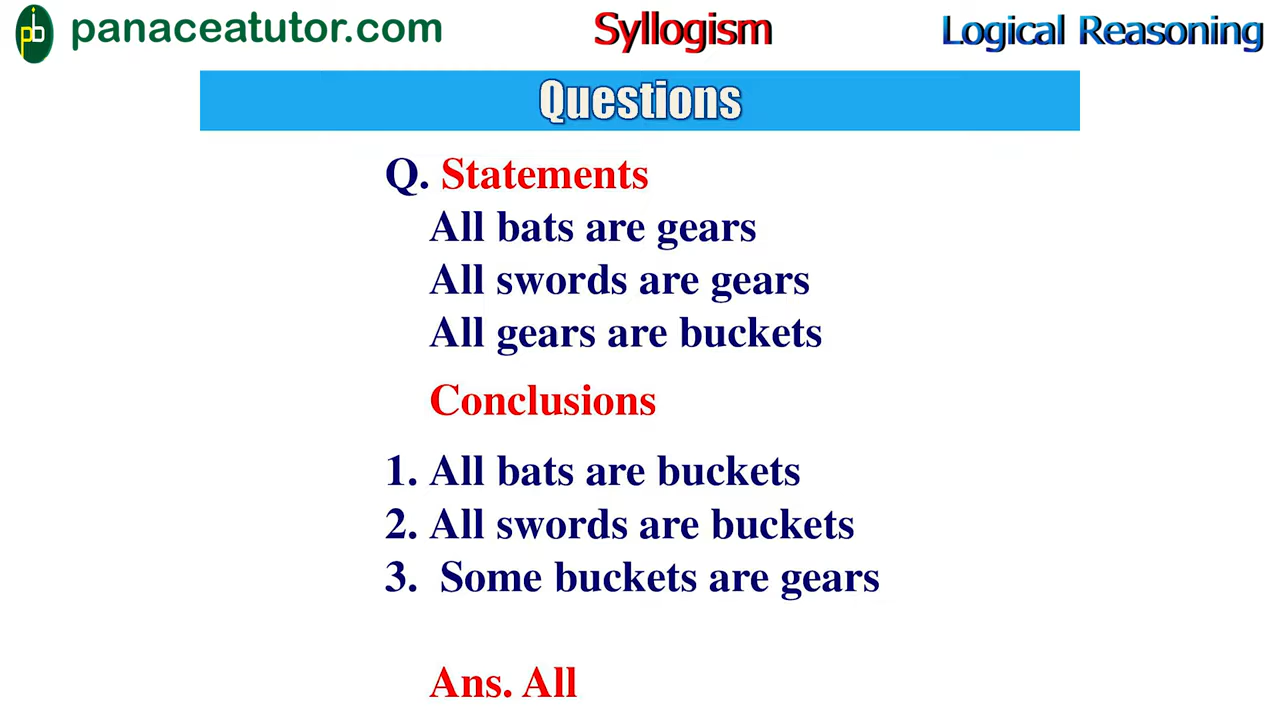 pb panaceatutor.com Syllogism Logical Reasoning
Questions
Q. Statements
All bats are gears
All swords are gears
All gears are buckets
Conclusions
1. All bats are buckets
2. All swords are buckets
3. Some buckets are gears
Ans. All